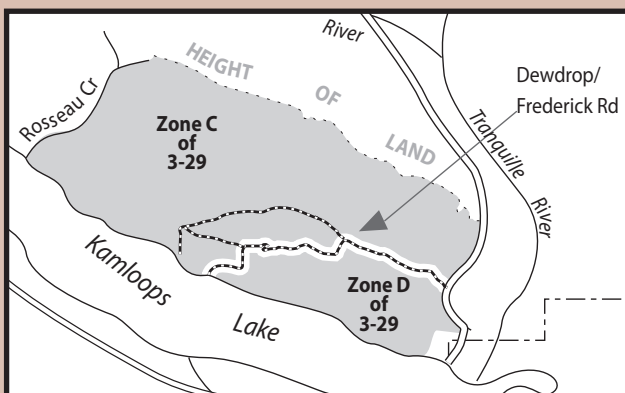 River
HEIGHT
OF
LAND
Dewdrop/
Frederick Rd
Rosseau Cr
Zone C
of
3-29
Tranquille
River
Kamloops
Lake
Zone D
of
3-29